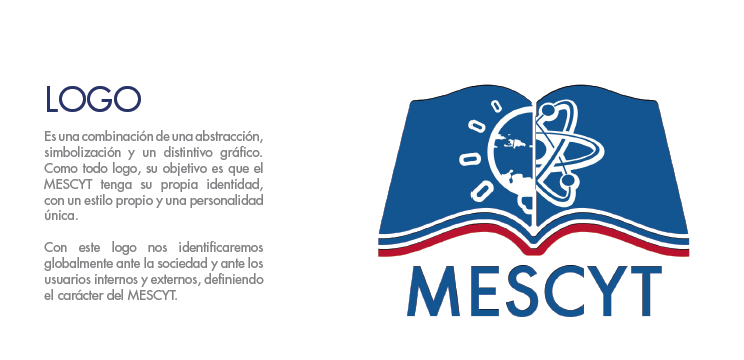 LOGO
Es una combinación de una abstracción,
simbolización y un distintivo gráfico.
Como todo logo, su objetivo es que el
MESCYT tenga su propia identidad,
con un estilo propio y una personalidad
única.
Con este logo nos identificaremos
globalmente ante la sociedad y ante los
usuarios internos y externos, definiendo
el carácter del MESCYT.
MESCYT